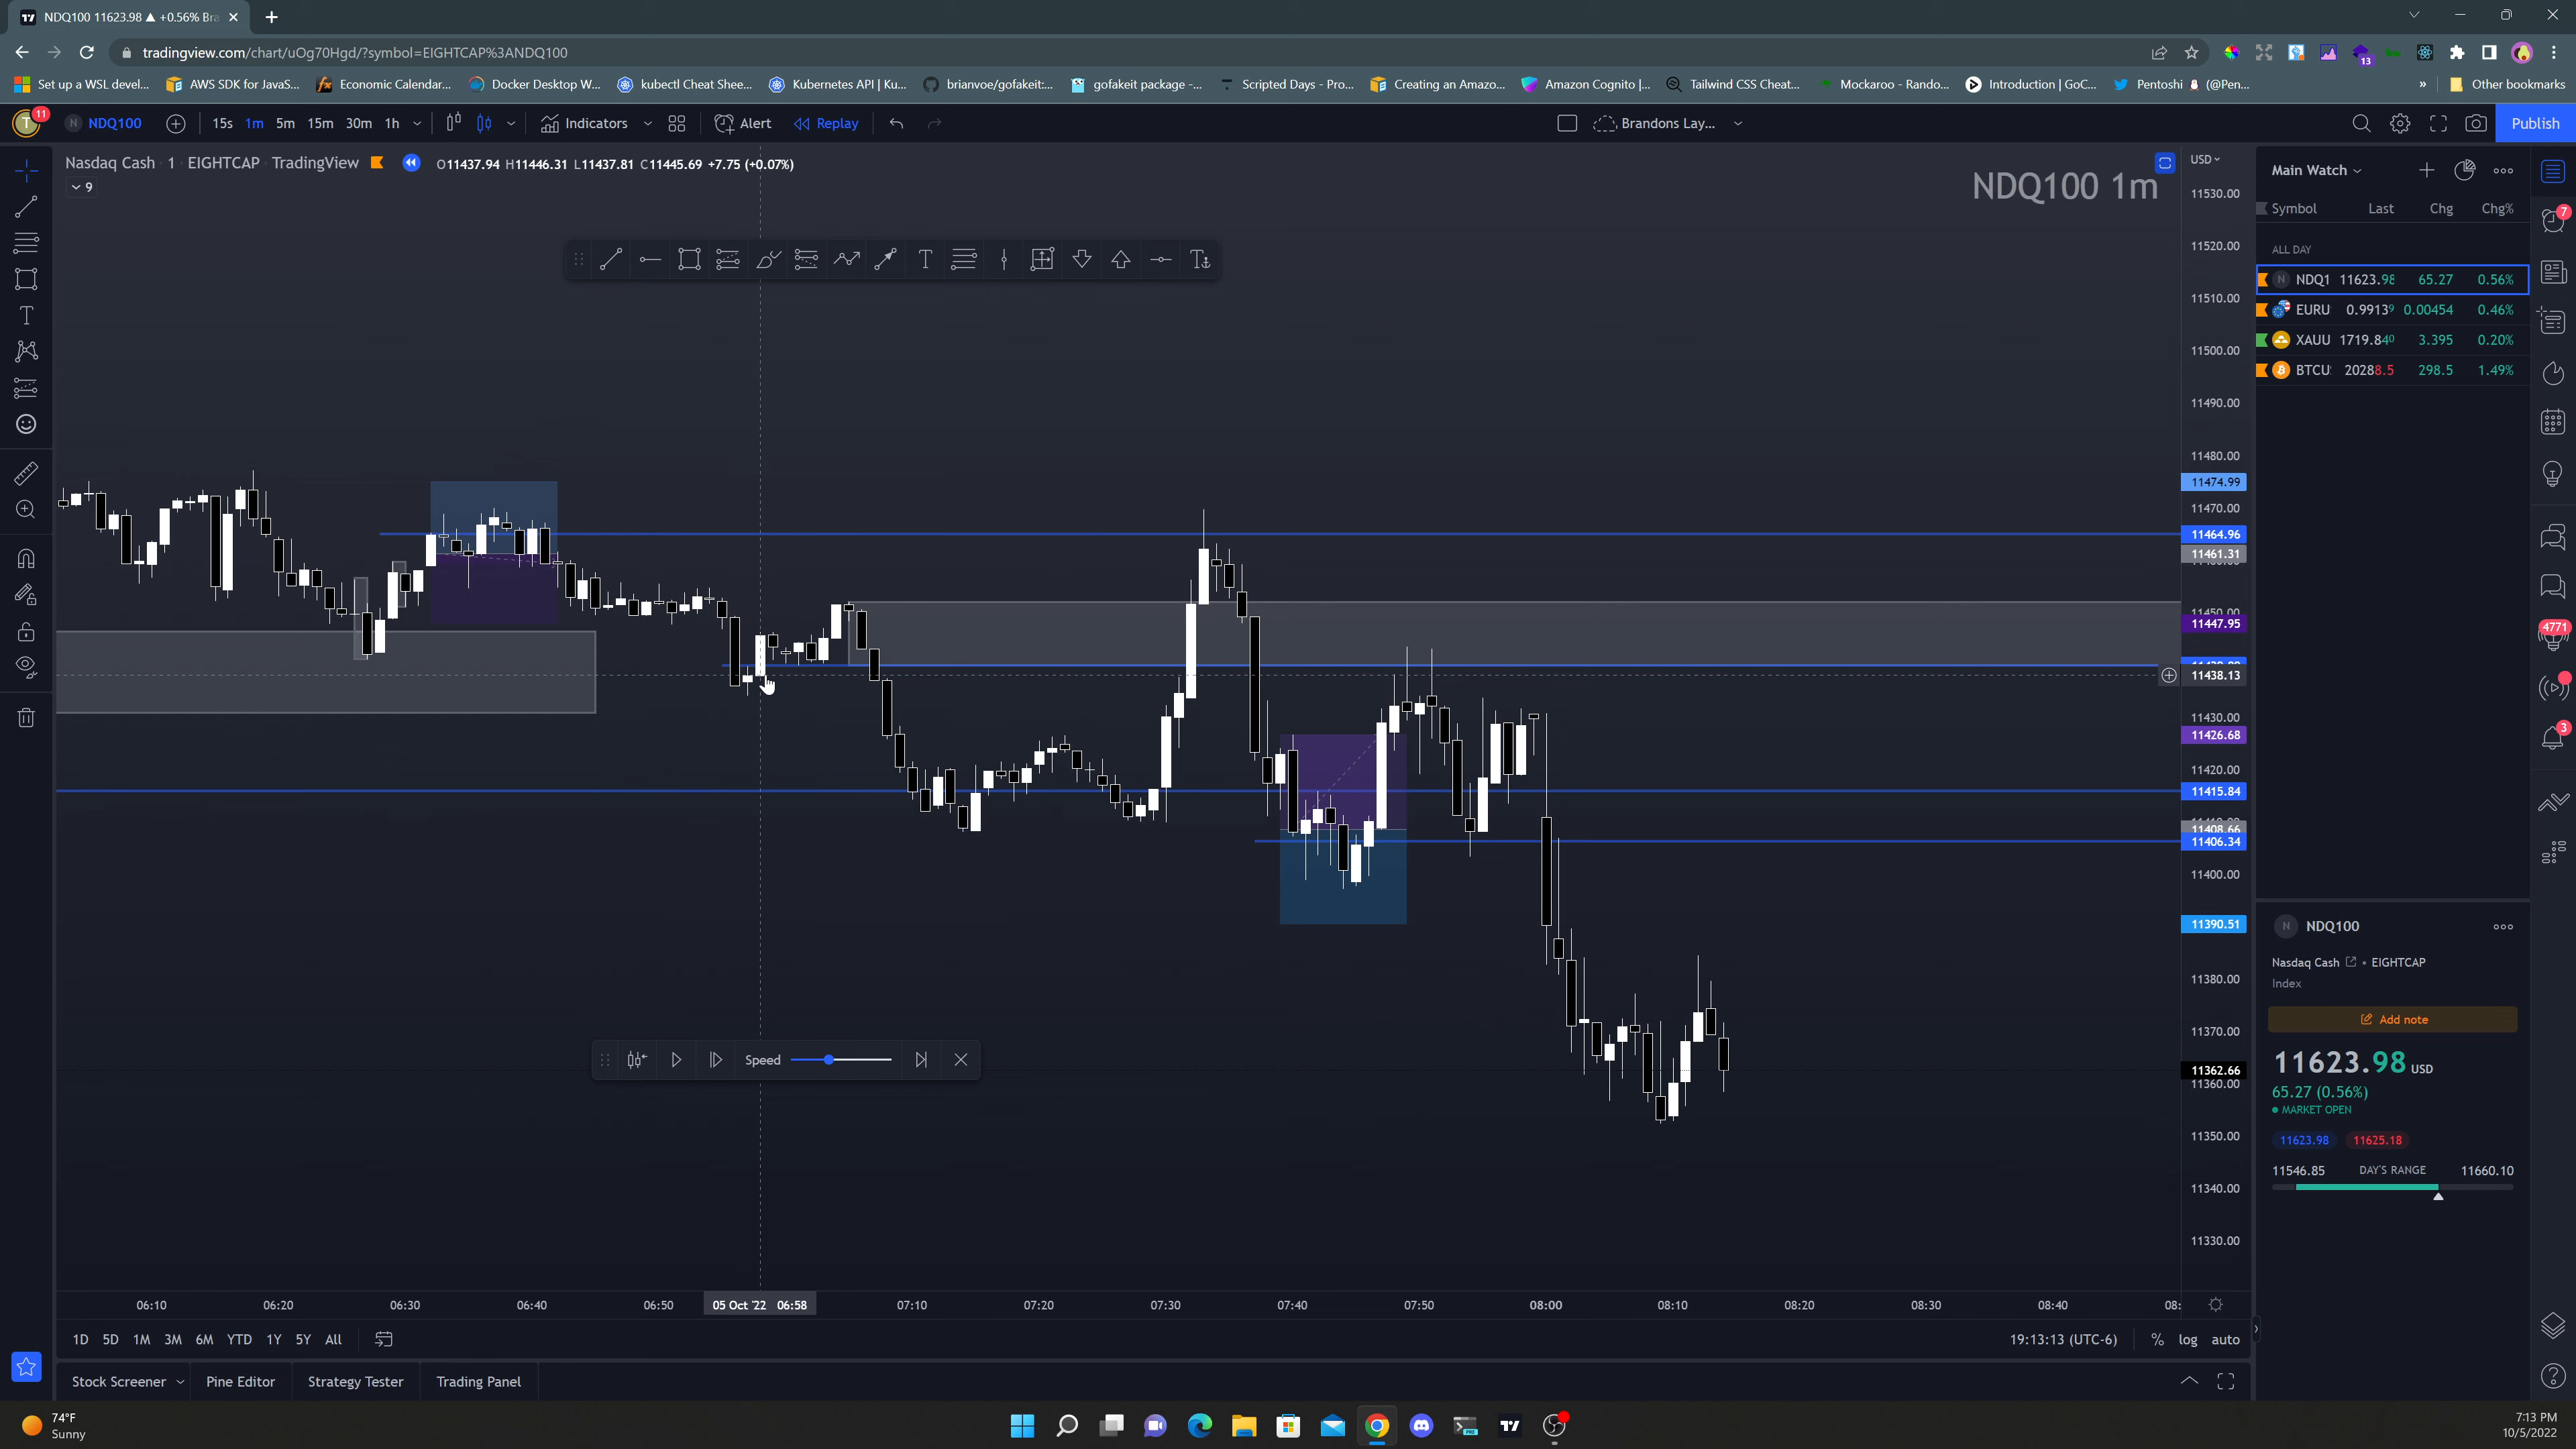 NDQ100 11623.98 ▲ +0.56% Bra
tradingview.com/chart/uOg70Hgd/?symbol=EIGHTCAP%3ANDQ100
13
Set up a WSL devel...
AWS SDK for JavaS...
Economic Calendar...
Docker Desktop W...
kubectl Cheat Shee...
Kubernetes API | Ku...
brianvoe/gofakeit:...
gofakeit package -...
Scripted Days - Pro...
Creating an Amazo...
Amazon Cognito |...
Tailwind CSS Cheat...
Mockaroo - Rando...
Introduction | GoC...
Pentoshi 🐧 (@Pen...
»
Other bookmarks
T 11
N NDQ100
15s 1m 5m 15m 30m 1h
Indicators
Alert
Replay
Brandons Lay...
Publish
Nasdaq Cash · 1 · EIGHTCAP · TradingView
O11437.94 H11446.31 L11437.81 C11445.69 +7.75 (+0.07%)
9
NDQ100 1m
USD
11530.00
11520.00
11510.00
11500.00
11490.00
11480.00
11474.99
11470.00
11464.96
11461.31
11450.00
11447.95
11438.13
11430.00
11426.68
11420.00
11415.84
11408.66
11406.34
11400.00
11390.51
11380.00
11370.00
11362.66
11360.00
11350.00
11340.00
11330.00
Speed
06:10 06:20 06:30 06:40 06:50 05 Oct '22 06:58 07:10 07:20 07:30 07:40 07:50 08:00 08:10 08:20 08:30 08:40 08:
1D 5D 1M 3M 6M YTD 1Y 5Y All
19:13:13 (UTC-6) % log auto
Stock Screener
Pine Editor
Strategy Tester
Trading Panel
Main Watch
Symbol Last Chg Chg%
ALL DAY
N NDQ1 11623.98 65.27 0.56%
EURU 0.99139 0.00454 0.46%
XAUU 1719.840 3.395 0.20%
BTCU 20288.5 298.5 1.49%
7
4771
3
N NDQ100
Nasdaq Cash • EIGHTCAP
Index
Add note
11623.98 USD
65.27 (0.56%)
MARKET OPEN
11623.98 11625.18
11546.85 DAY'S RANGE 11660.10
74°F
Sunny
7:13 PM
10/5/2022